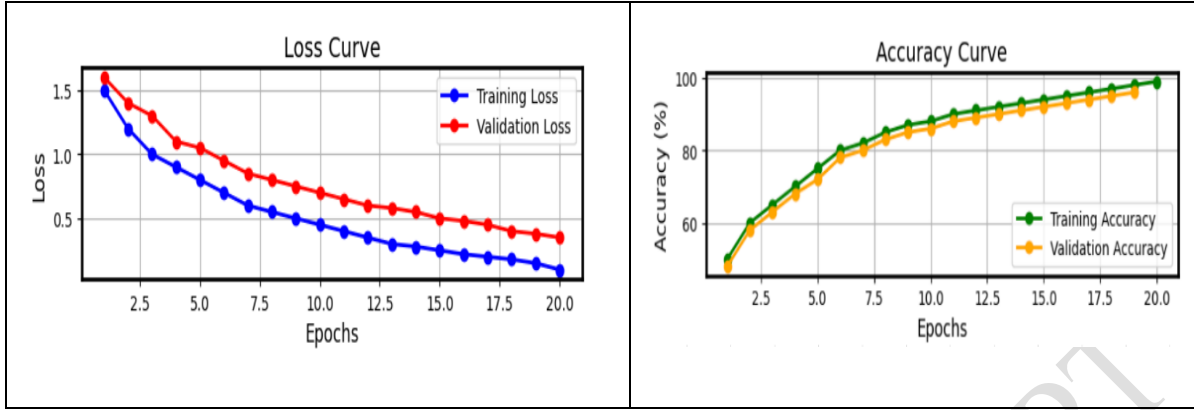 Loss Curve
1.5
1.0
0.5
Loss
Training Loss
Validation Loss
2.5 5.0 7.5 10.0 12.5 15.0 17.5 20.0
Epochs
Accuracy Curve
100
80
60
Accuracy (%)
Training Accuracy
Validation Accuracy
2.5 5.0 7.5 10.0 12.5 15.0 17.5 20.0
Epochs